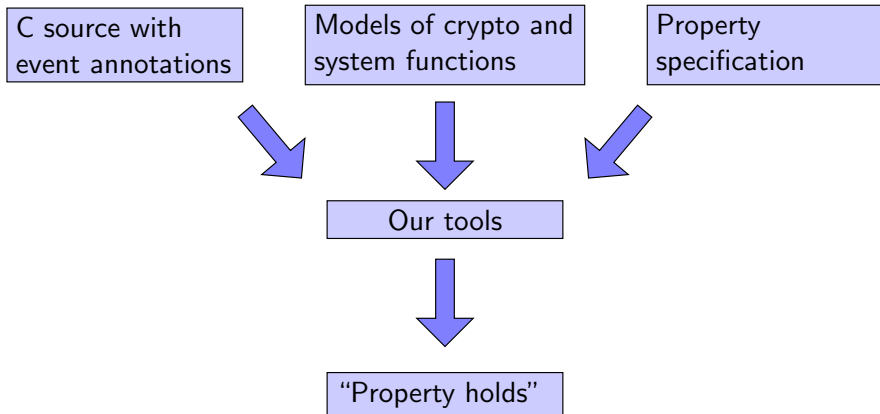 C source with
event annotations
Models of crypto and
system functions
Property
specification
Our tools
“Property holds”